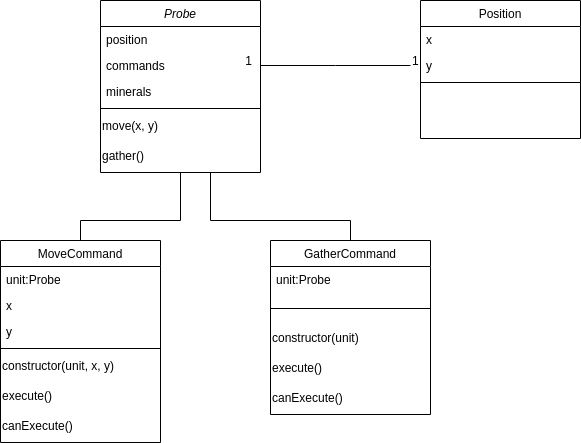 Probe
position
commands
minerals
move(x, y)
gather()
1
1
Position
x
y
MoveCommand
unit:Probe
x
y
constructor(unit, x, y)
execute()
canExecute()
GatherCommand
unit:Probe
constructor(unit)
execute()
canExecute()